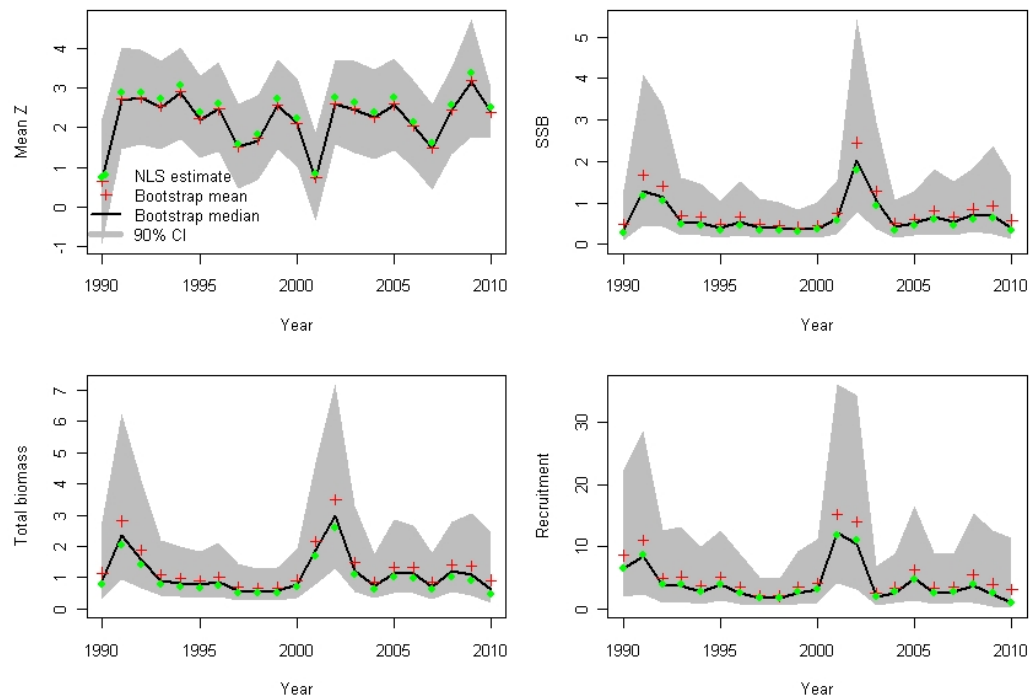 Mean Z
4
3
2
1
0
-1
NLS estimate
Bootstrap mean
Bootstrap median
90% CI
1990 1995 2000 2005 2010
Year
SSB
5
4
3
2
1
0
1990 1995 2000 2005 2010
Year
Total biomass
7
6
5
4
3
2
1
0
1990 1995 2000 2005 2010
Year
Recruitment
30
20
10
0
1990 1995 2000 2005 2010
Year